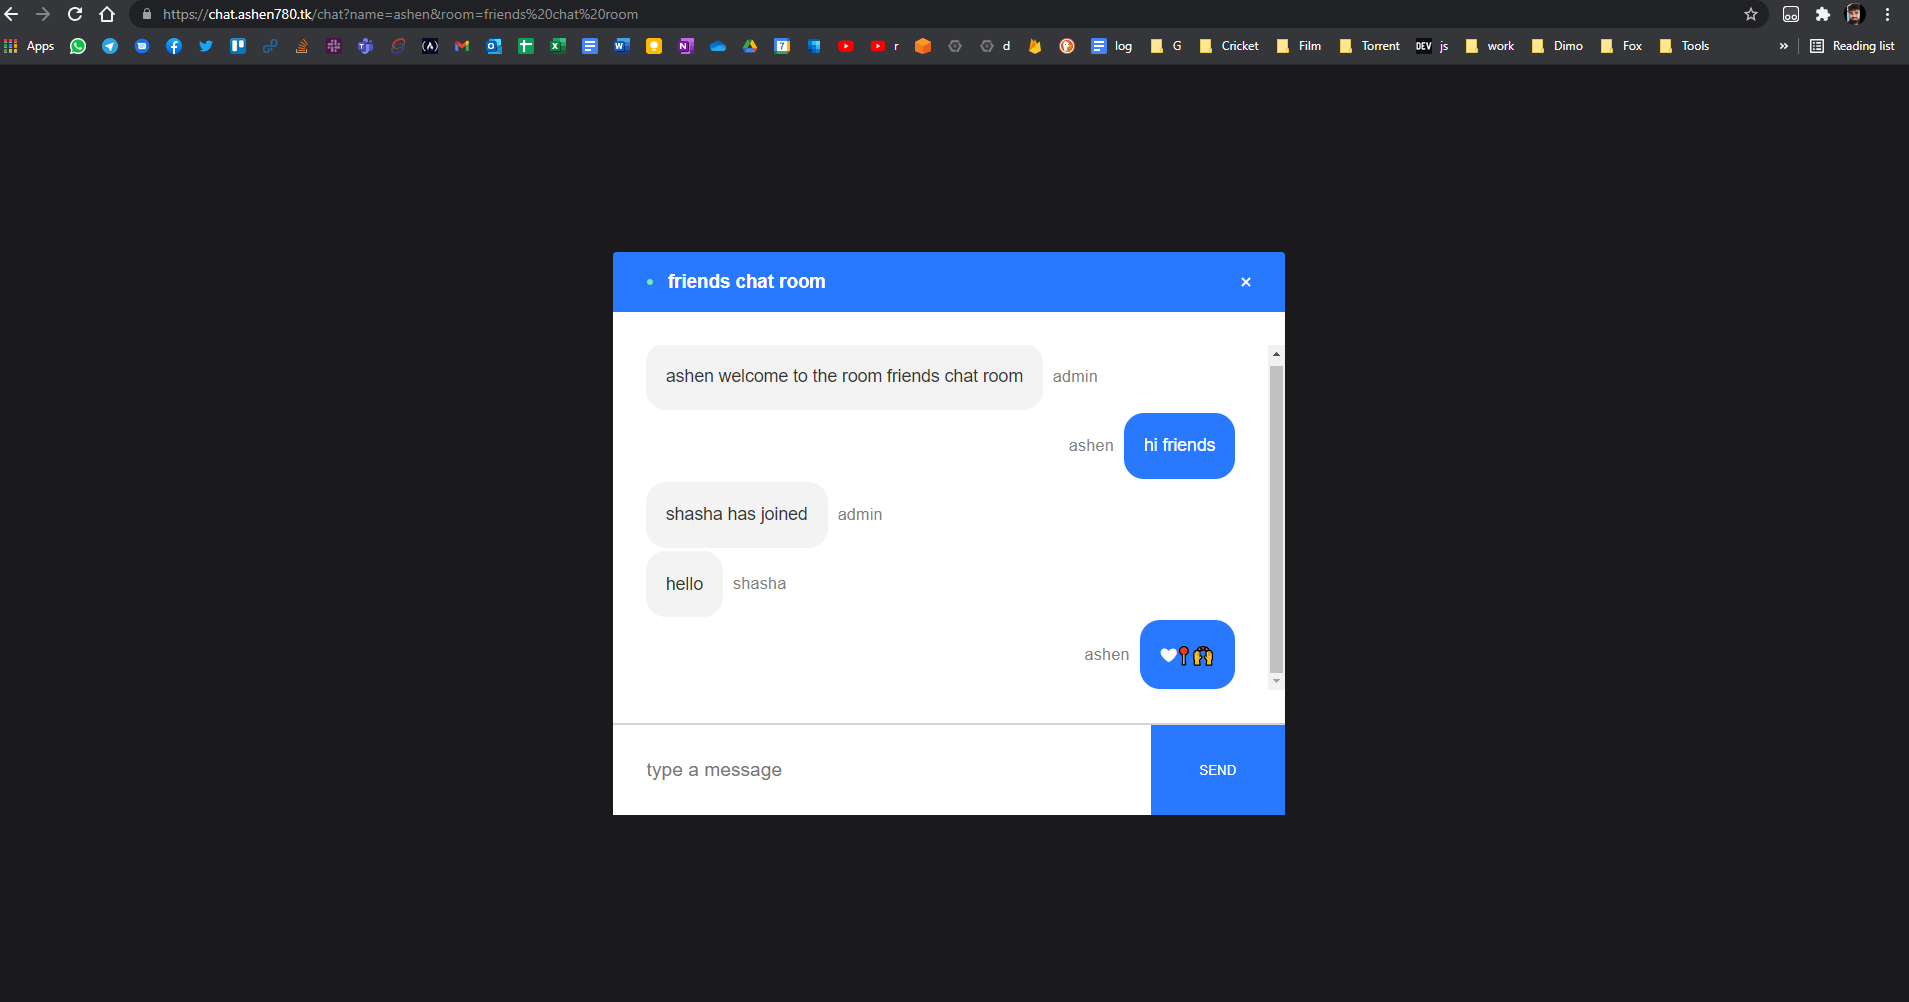 https://chat.ashen780.tk/chat?name=ashen&room=friends%20chat%20room
Apps r d log G Cricket Film Torrent DEV js work Dimo Fox Tools » Reading list
friends chat room ×
ashen welcome to the room friends chat room admin
ashen hi friends
shasha has joined admin
hello shasha
ashen 🤍📍🙌
type a message SEND